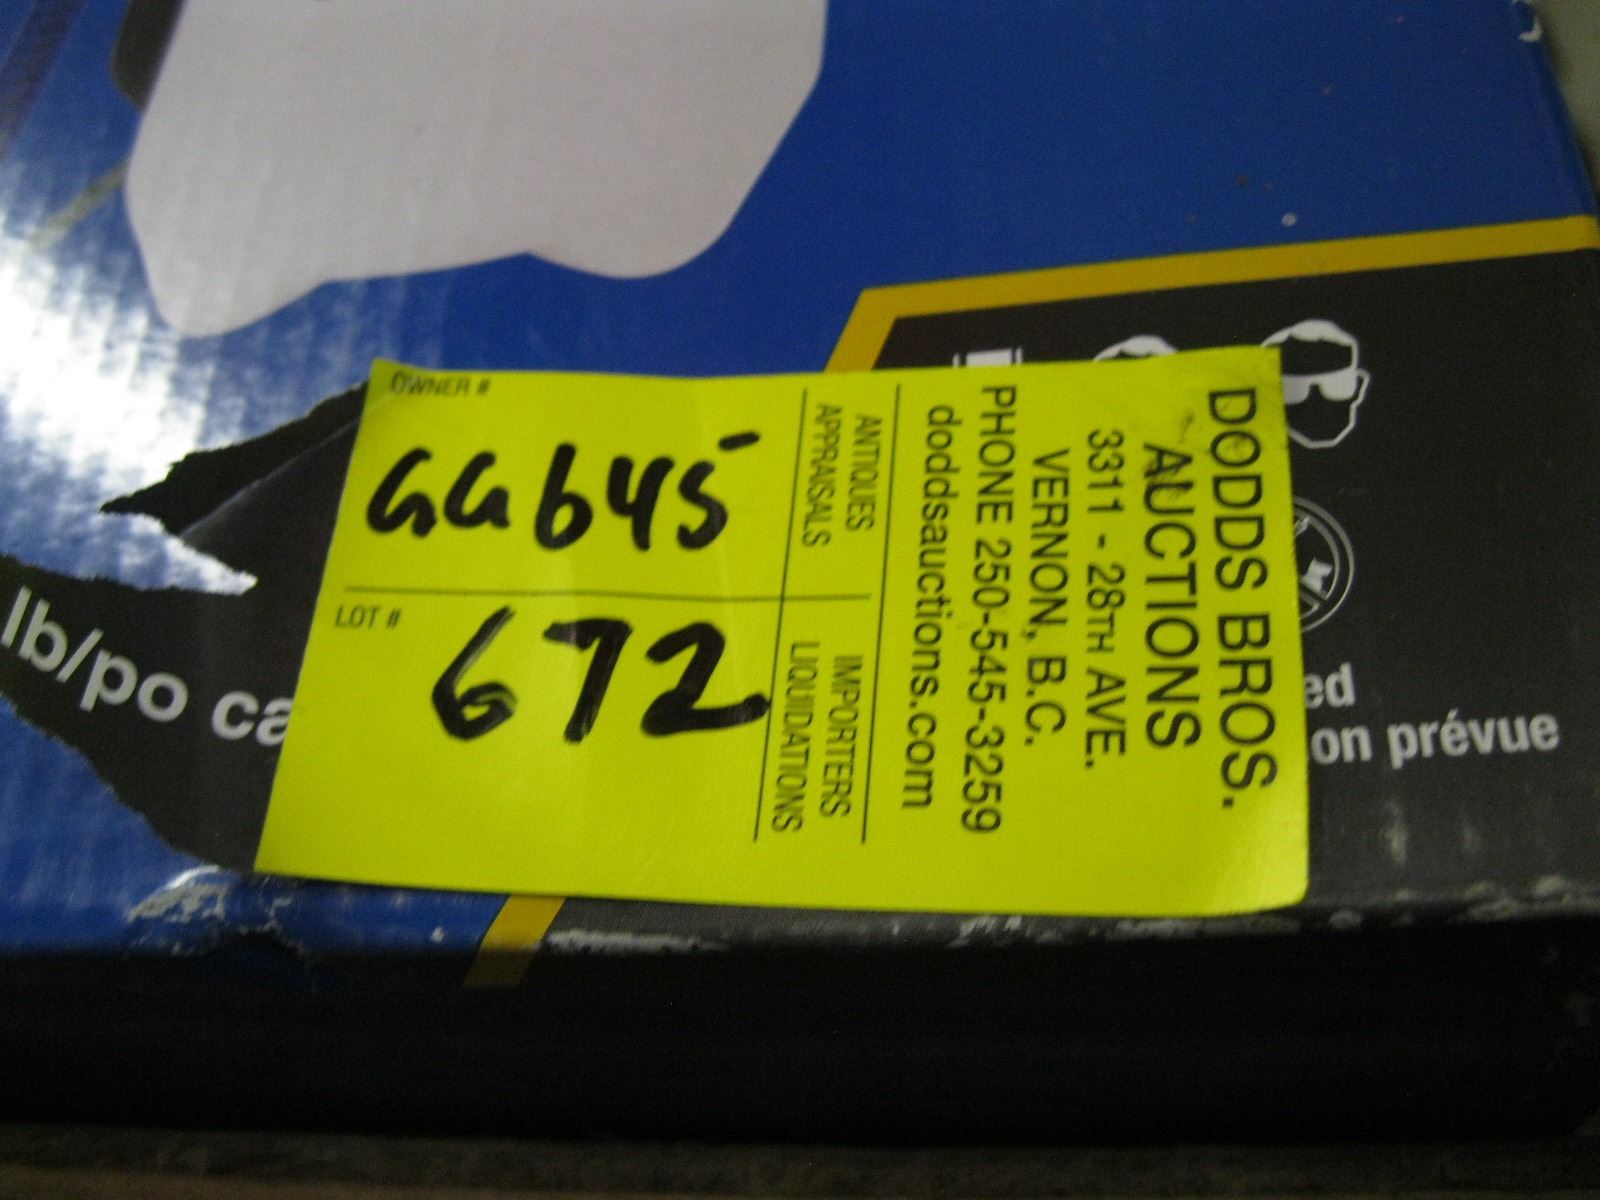 OWNER #
GG645
LOT #
672
ANTIQUES
APPRAISALS
IMPORTERS
LIQUIDATIONS
DODDS BROS.
AUCTIONS
3311 - 28TH AVE.
VERNON, B.C.
PHONE 250-545-3259
doddsauctions.com
lb/po ca
ed
on prévue